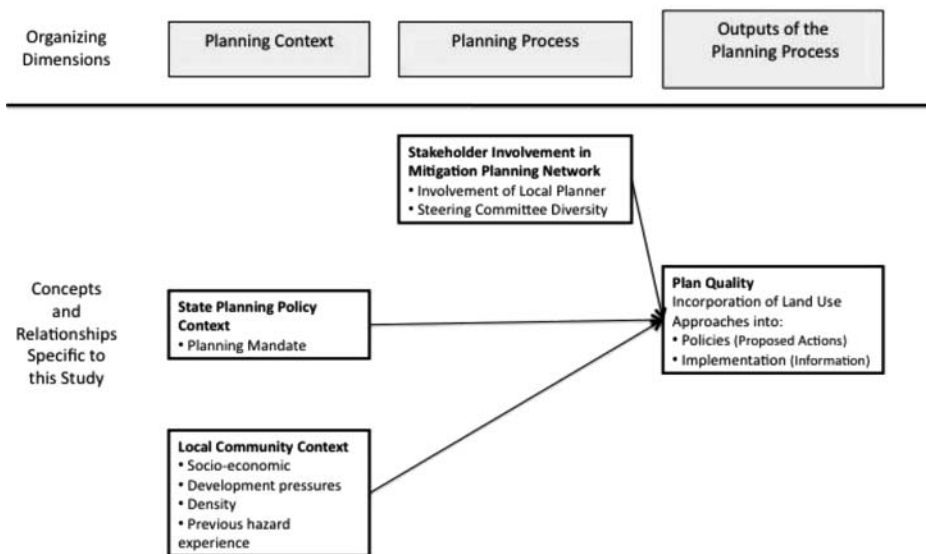 Organizing
Dimensions
Planning Context
Planning Process
Outputs of the
Planning Process
Stakeholder Involvement in
Mitigation Planning Network
• Involvement of Local Planner
• Steering Committee Diversity
Concepts
and
Relationships
Specific to
this Study
State Planning Policy
Context
• Planning Mandate
Plan Quality
Incorporation of Land Use
Approaches into:
• Policies (Proposed Actions)
• Implementation (Information)
Local Community Context
• Socio-economic
• Development pressures
• Density
• Previous hazard
experience